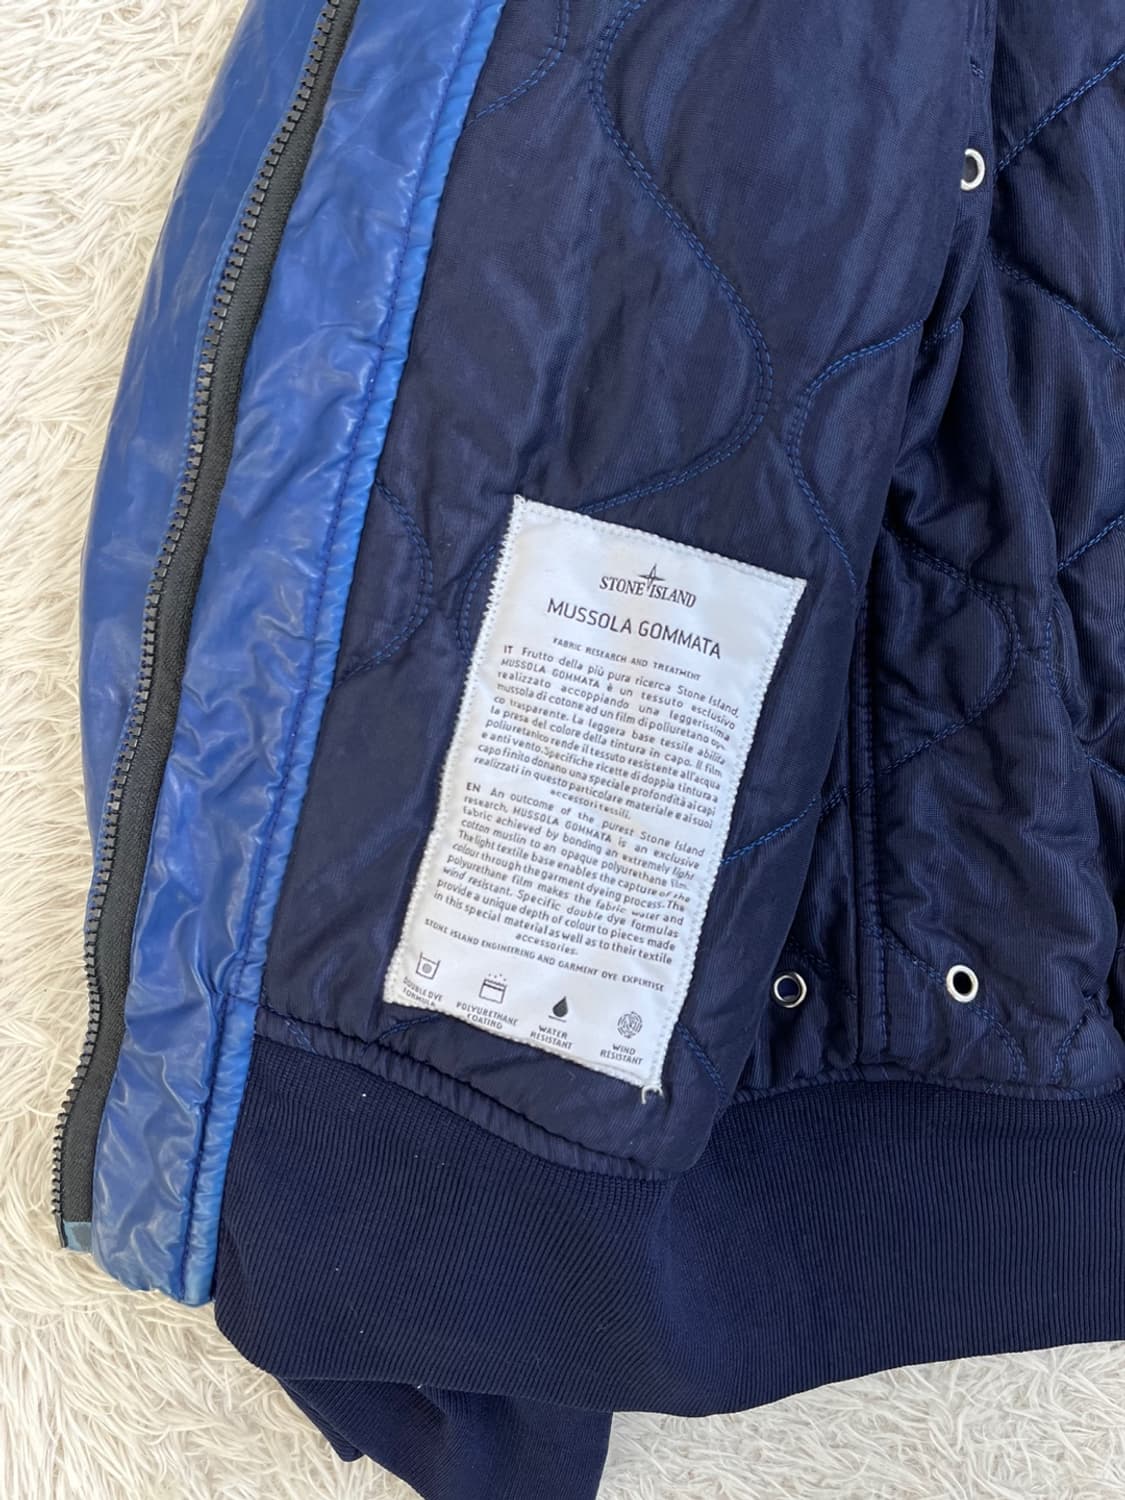 STONE ISLAND
MUSSOLA GOMMATA
FABRIC RESEARCH AND TREATMENT
IT Frutto della più pura ricerca Stone Island,
MUSSOLA GOMMATA è un tessuto esclusivo
realizzato accoppiando una leggerissima
mussola di cotone ad un film di poliuretano opa
co trasparente. La leggera base tessile abilita
la presa del colore della tintura in capo. Il film
poliuretanico rende il tessuto resistente all'acqua
e antivento. Specifiche ricette di doppia tintura a
capo finito donano una speciale profondità ai capi
realizzati in questo particolare materiale e ai suoi
accessori tessili.
EN An outcome of the purest Stone Island
research, MUSSOLA GOMMATA is an exclusive
fabric achieved by bonding an extremely light
cotton muslin to an opaque polyurethane film.
The light textile base enables the capture of the
colour through the garment dyeing process. The
polyurethane film makes the fabric water and
wind resistant. Specific double dye formulas
provide a unique depth of colour to pieces made
in this special material as well as to their textile
accessories.
STONE ISLAND ENGINEERING AND GARMENT DYE EXPERTISE
DOUBLE DYE
FORMULA
POLYURETHANE
COATING
WATER
RESISTANT
WIND
RESISTANT